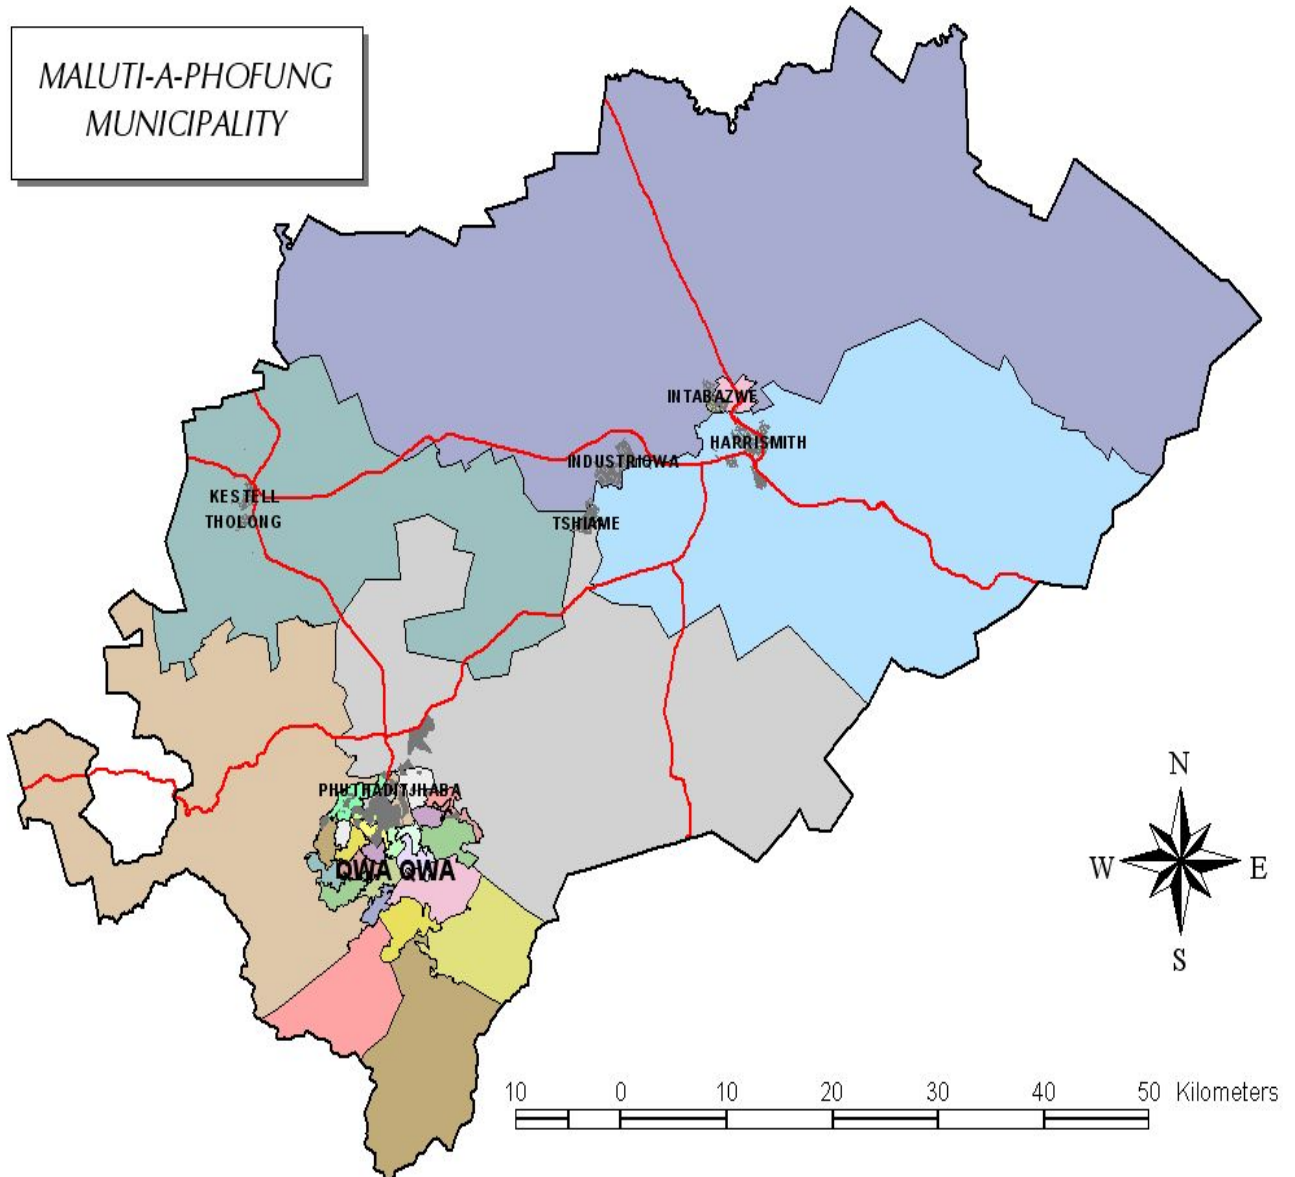 MALUTI-A-PHOFUNG
MUNICIPALITY
INTABAZWE
HARRISMITH
INDUSTRIQWA
KESTELL
THOLONG
TSHIAME
N
PHUTHADITJHABA
W
E
QWA QWA
S
10 0 10 20 30 40 50 Kilometers